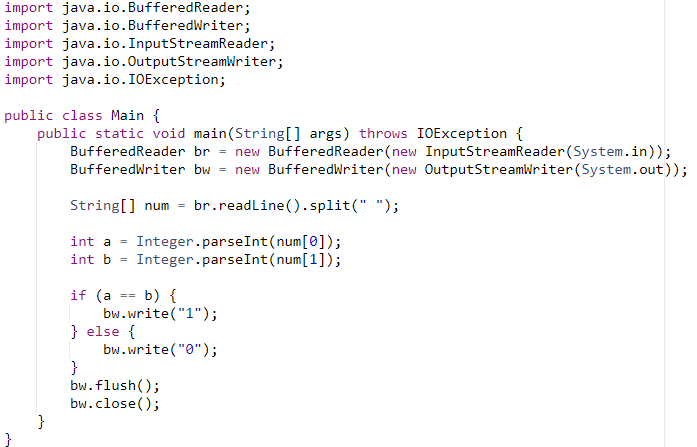 import java.io.BufferedReader;
import java.io.BufferedWriter;
import java.io.InputStreamReader;
import java.io.OutputStreamWriter;
import java.io.IOException;

public class Main {
    public static void main(String[] args) throws IOException {
        BufferedReader br = new BufferedReader(new InputStreamReader(System.in));
        BufferedWriter bw = new BufferedWriter(new OutputStreamWriter(System.out));

        String[] num = br.readLine().split(" ");

        int a = Integer.parseInt(num[0]);
        int b = Integer.parseInt(num[1]);

        if (a == b) {
            bw.write("1");
        } else {
            bw.write("0");
        }
        bw.flush();
        bw.close();
    }
}